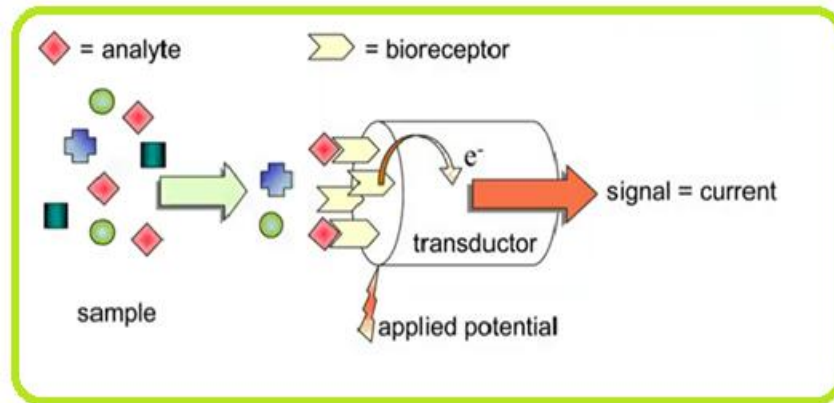 = analyte
= bioreceptor
e-
signal = current
transductor
sample
applied potential